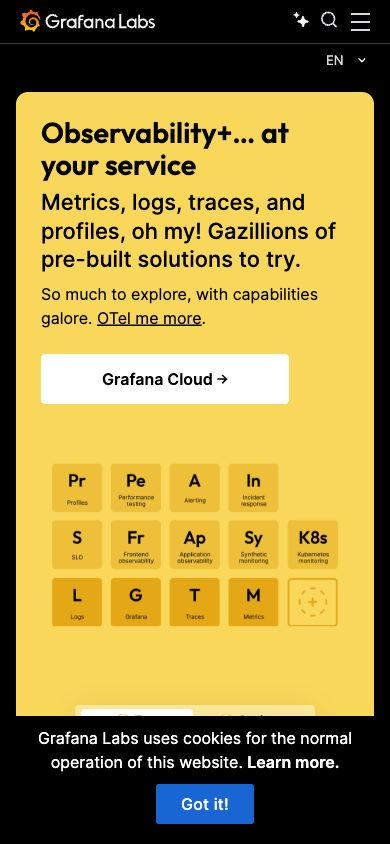 Grafana Labs
EN
Observability+... at
your service
Metrics, logs, traces, and
profiles, oh my! Gazillions of
pre-built solutions to try.
So much to explore, with capabilities
galore. OTel me more.
Grafana Cloud →
Pr
Profiles
Pe
Performance
testing
A
Alerting
In
Incident
response
S
SLO
Fr
Frontend
observability
Ap
Application
observability
Sy
Synthetic
monitoring
K8s
Kubernetes
monitoring
L
Logs
G
Grafana
T
Traces
M
Metrics
+
Grafana Labs uses cookies for the normal
operation of this website. Learn more.
Got it!